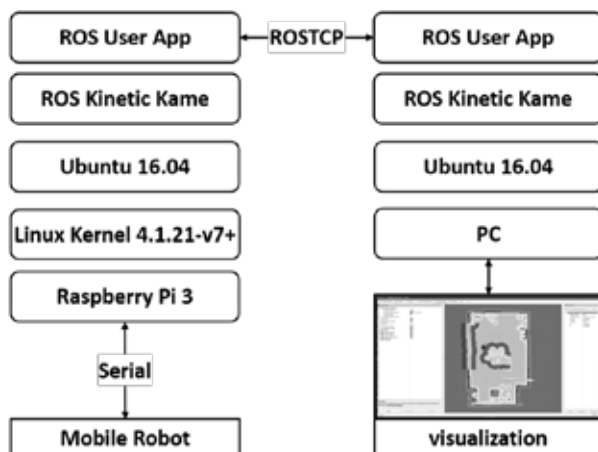 ROS User App
ROSTCP
ROS User App
ROS Kinetic Kame
ROS Kinetic Kame
Ubuntu 16.04
Ubuntu 16.04
Linux Kernel 4.1.21-v7+
PC
Raspberry Pi 3
Serial
Mobile Robot
visualization